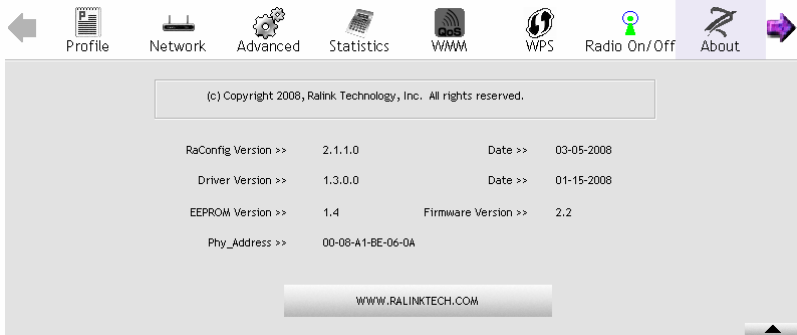 Profile Network Advanced Statistics QoS WMM WPS Radio On/Off About
(c) Copyright 2008, Ralink Technology, Inc. All rights reserved.
RaConfig Version >> 2.1.1.0 Date >> 03-05-2008
Driver Version >> 1.3.0.0 Date >> 01-15-2008
EEPROM Version >> 1.4 Firmware Version >> 2.2
Phy_Address >> 00-08-A1-BE-06-0A
WWW.RALINKTECH.COM